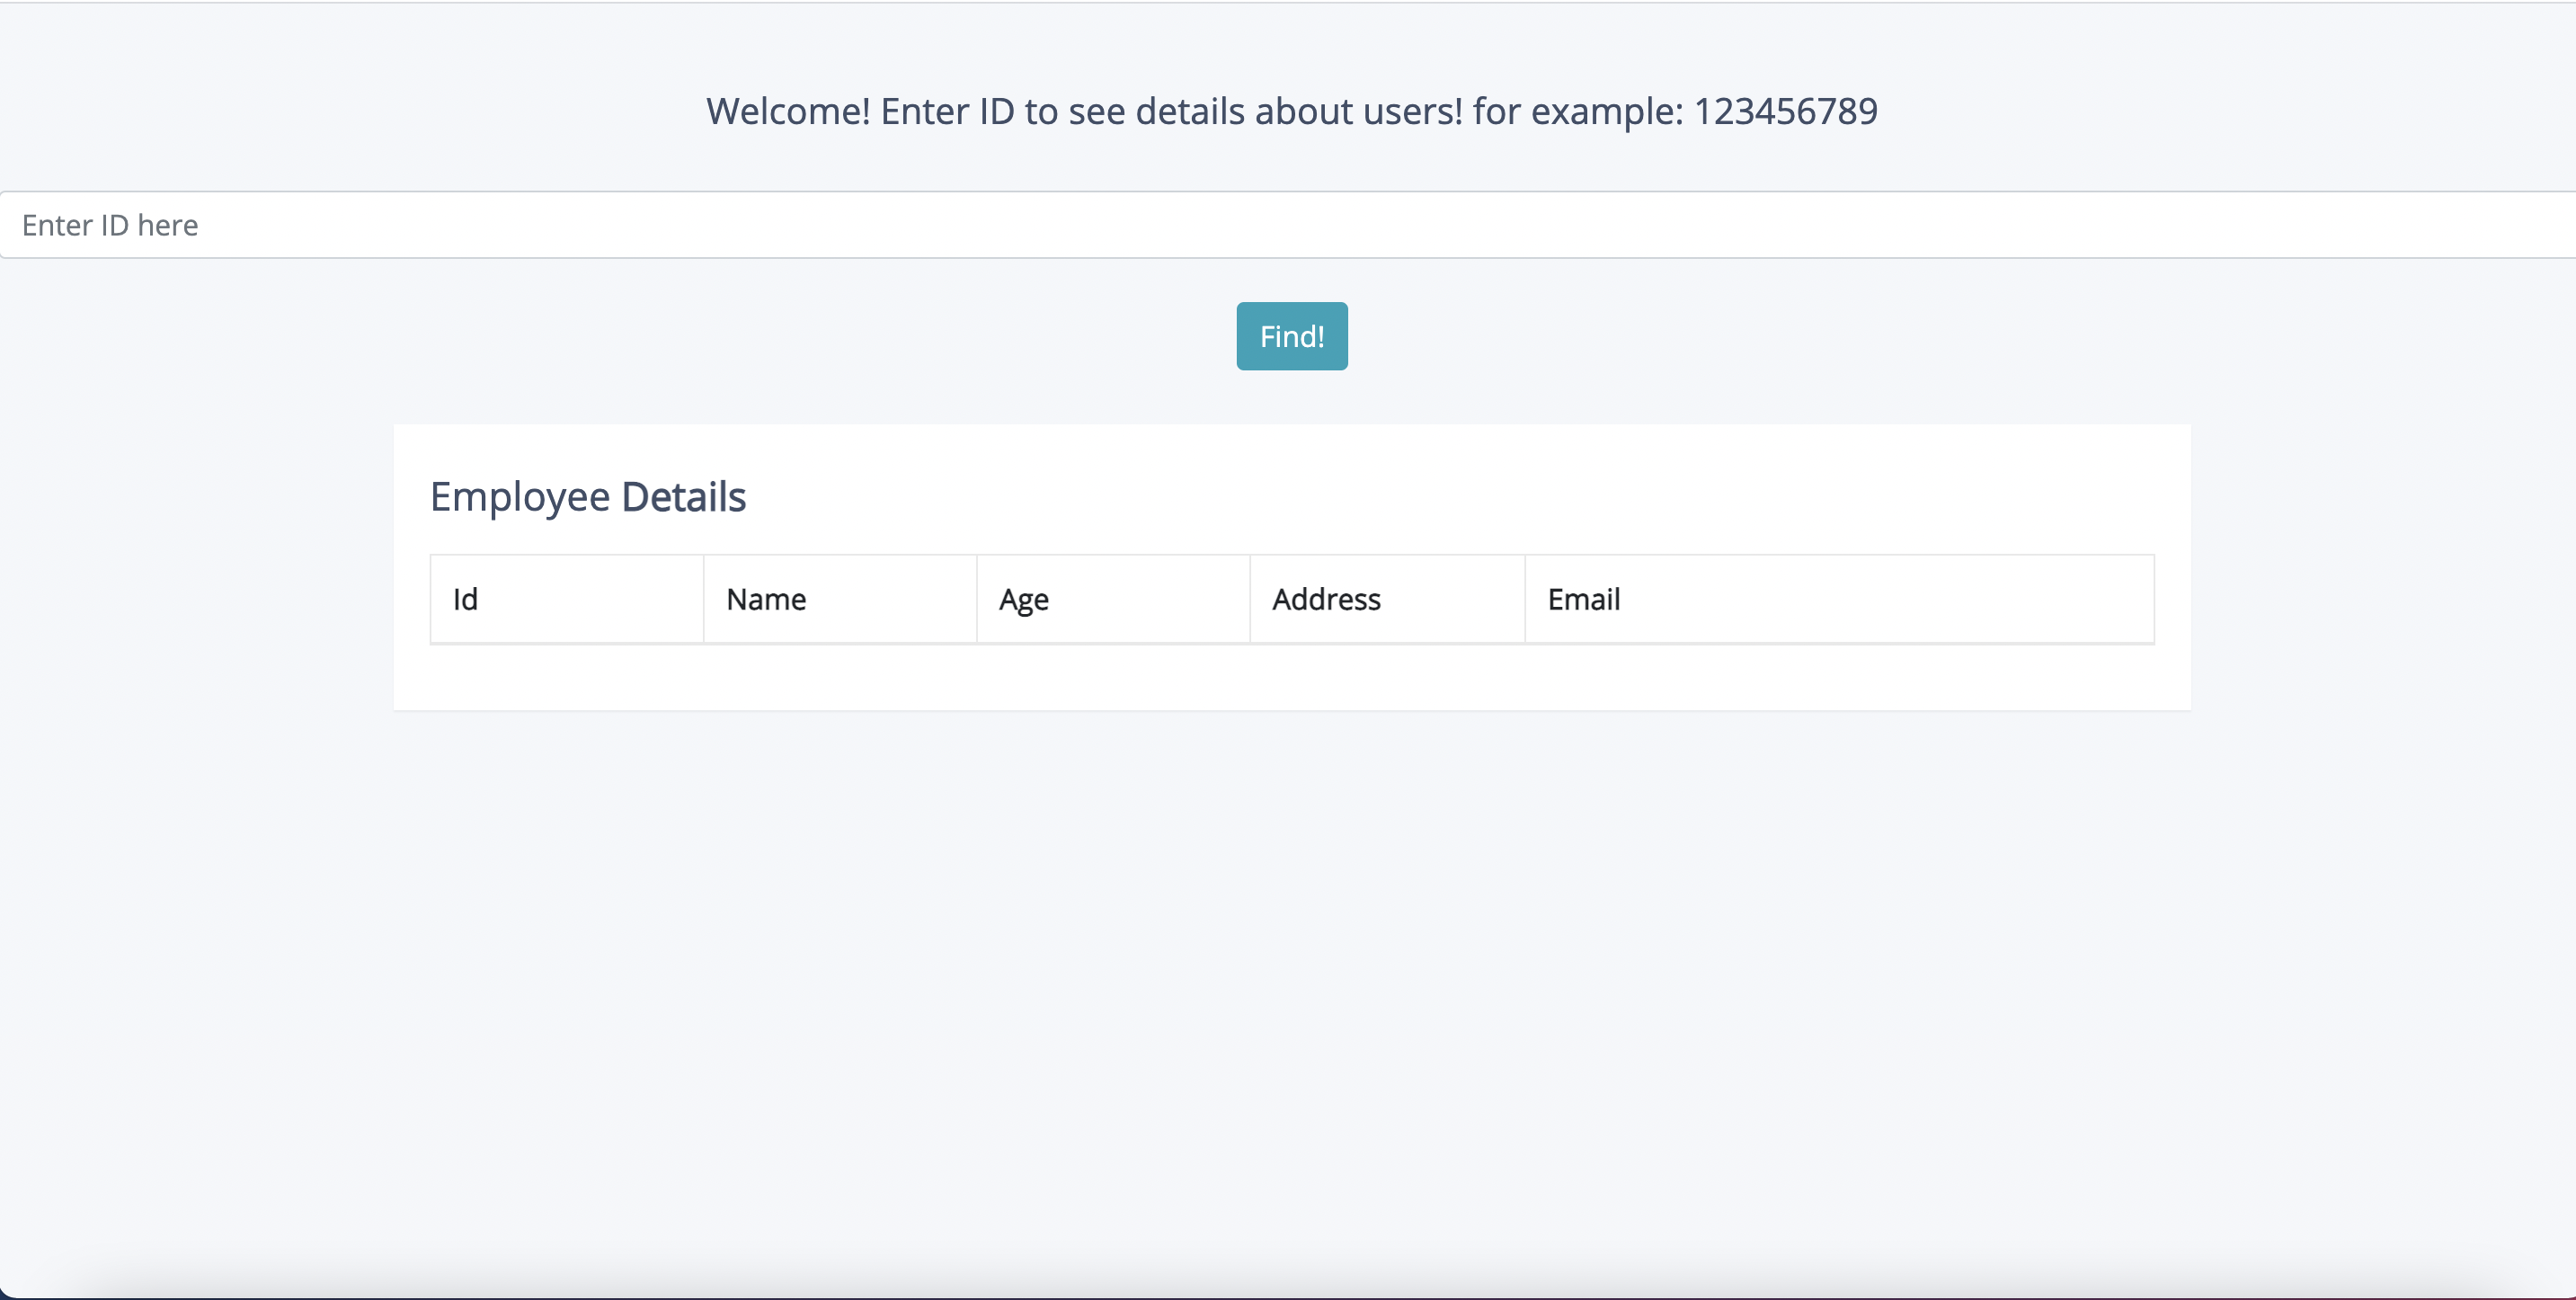 Welcome! Enter ID to see details about users! for example: 123456789
Enter ID here
Find!
Employee Details
Id Name Age Address Email